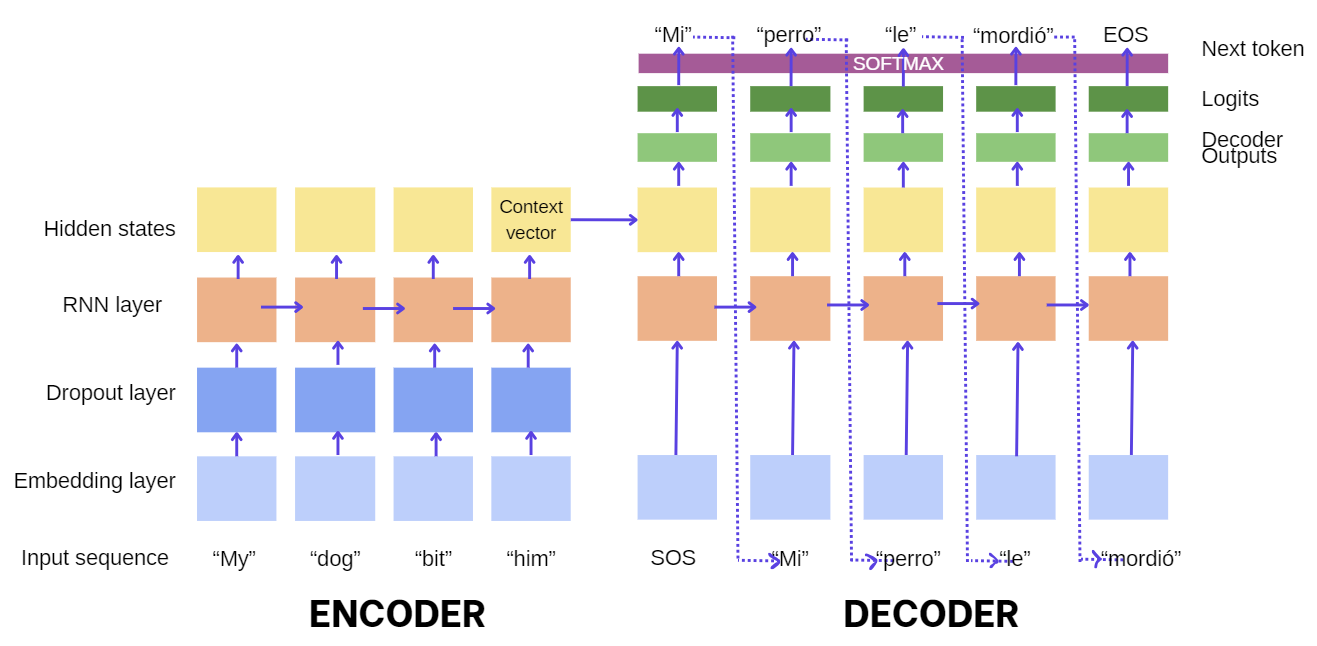 “Mi” “perro” “le” “mordió” EOS
Next token
SOFTMAX
Logits
Decoder
Outputs
Hidden states
Context
vector
RNN layer
Dropout layer
Embedding layer
Input sequence “My” “dog” “bit” “him” SOS “Mi” “perro” “le” “mordió”
ENCODER DECODER